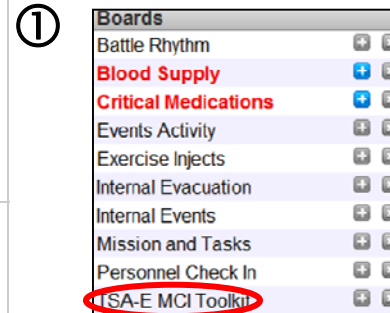 ①
Boards
Battle Rhythm
Blood Supply
Critical Medications
Events Activity
Exercise Injects
Internal Evacuation
Internal Events
Mission and Tasks
Personnel Check In
TSA-E MCI Toolkit